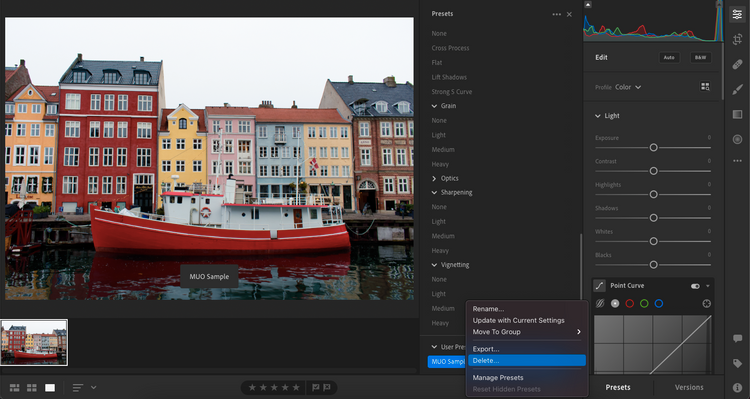 Presets
None
Cross Process
Flat
Lift Shadows
Strong S Curve
Grain
None
Light
Medium
Heavy
Optics
Sharpening
None
Light
Medium
Heavy
Vignetting
None
Light
Medium
Heavy
User Pre
MUO Sampl
MUO Sample
Rename...
Update with Current Settings
Move To Group
Export...
Delete...
Manage Presets
Reset Hidden Presets
Edit
Auto
B&W
Profile Color
Light
Exposure 0
Contrast 0
Highlights 0
Shadows 0
Whites 0
Blacks 0
Point Curve
Presets
Versions